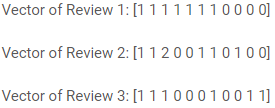 Vector of Review 1: [1 1 1 1 1 1 1 0 0 0 0]
Vector of Review 2: [1 1 2 0 0 1 1 0 1 0 0]
Vector of Review 3: [1 1 1 0 0 0 1 0 0 1 1]